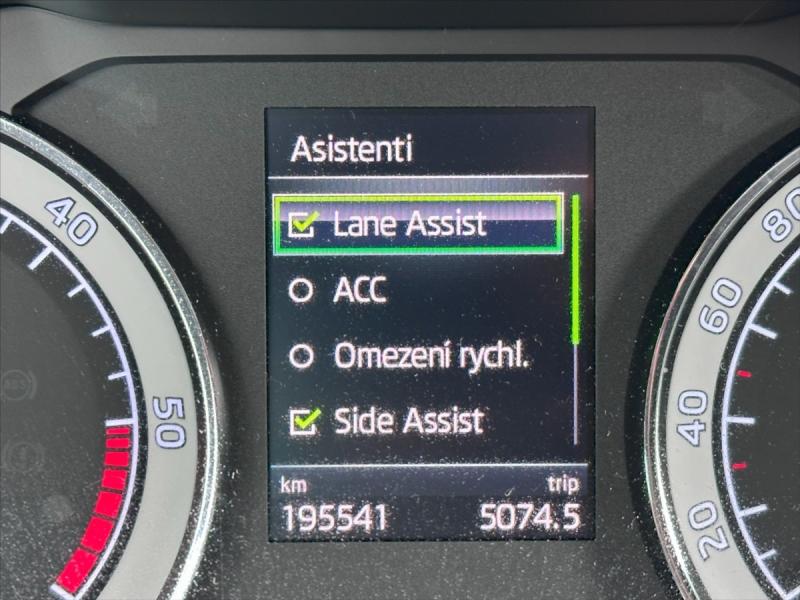 Asistenti
Lane Assist
ACC
Omezení rychl.
Side Assist
km trip
195541 5074.5
40
50
80
60
40
20